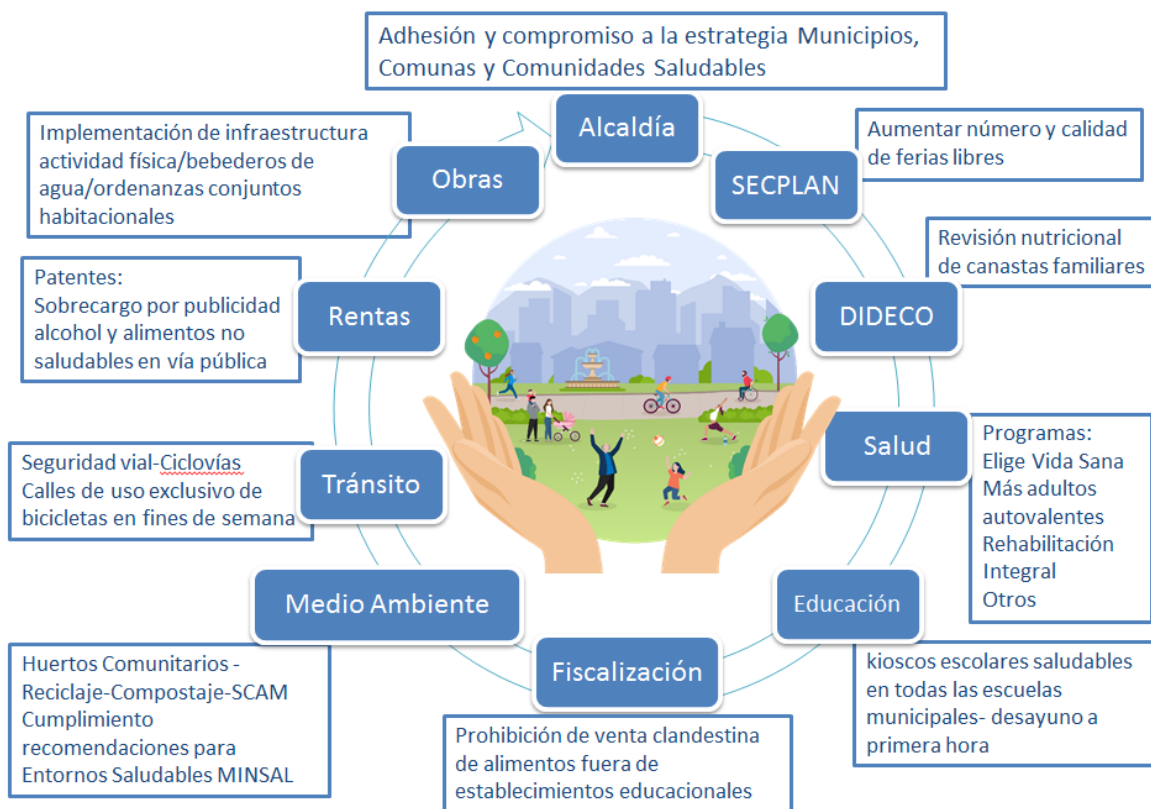 Adhesión y compromiso a la estrategia Municipios,
Comunas y Comunidades Saludables
Alcaldía
SECPLAN
Aumentar número y calidad
de ferias libres
DIDECO
Revisión nutricional
de canastas familiares
Salud
Programas:
Elige Vida Sana
Más adultos
autovalentes
Rehabilitación
Integral
Otros
Educación
kioscos escolares saludables
en todas las escuelas
municipales- desayuno a
primera hora
Fiscalización
Prohibición de venta clandestina
de alimentos fuera de
establecimientos educacionales
Medio Ambiente
Huertos Comunitarios -
Reciclaje-Compostaje-SCAM
Cumplimiento
recomendaciones para
Entornos Saludables MINSAL
Tránsito
Seguridad vial-Ciclovías
Calles de uso exclusivo de
bicicletas en fines de semana
Rentas
Patentes:
Sobrecargo por publicidad
alcohol y alimentos no
saludables en vía pública
Obras
Implementación de infraestructura
actividad física/bebederos de
agua/ordenanzas conjuntos
habitacionales